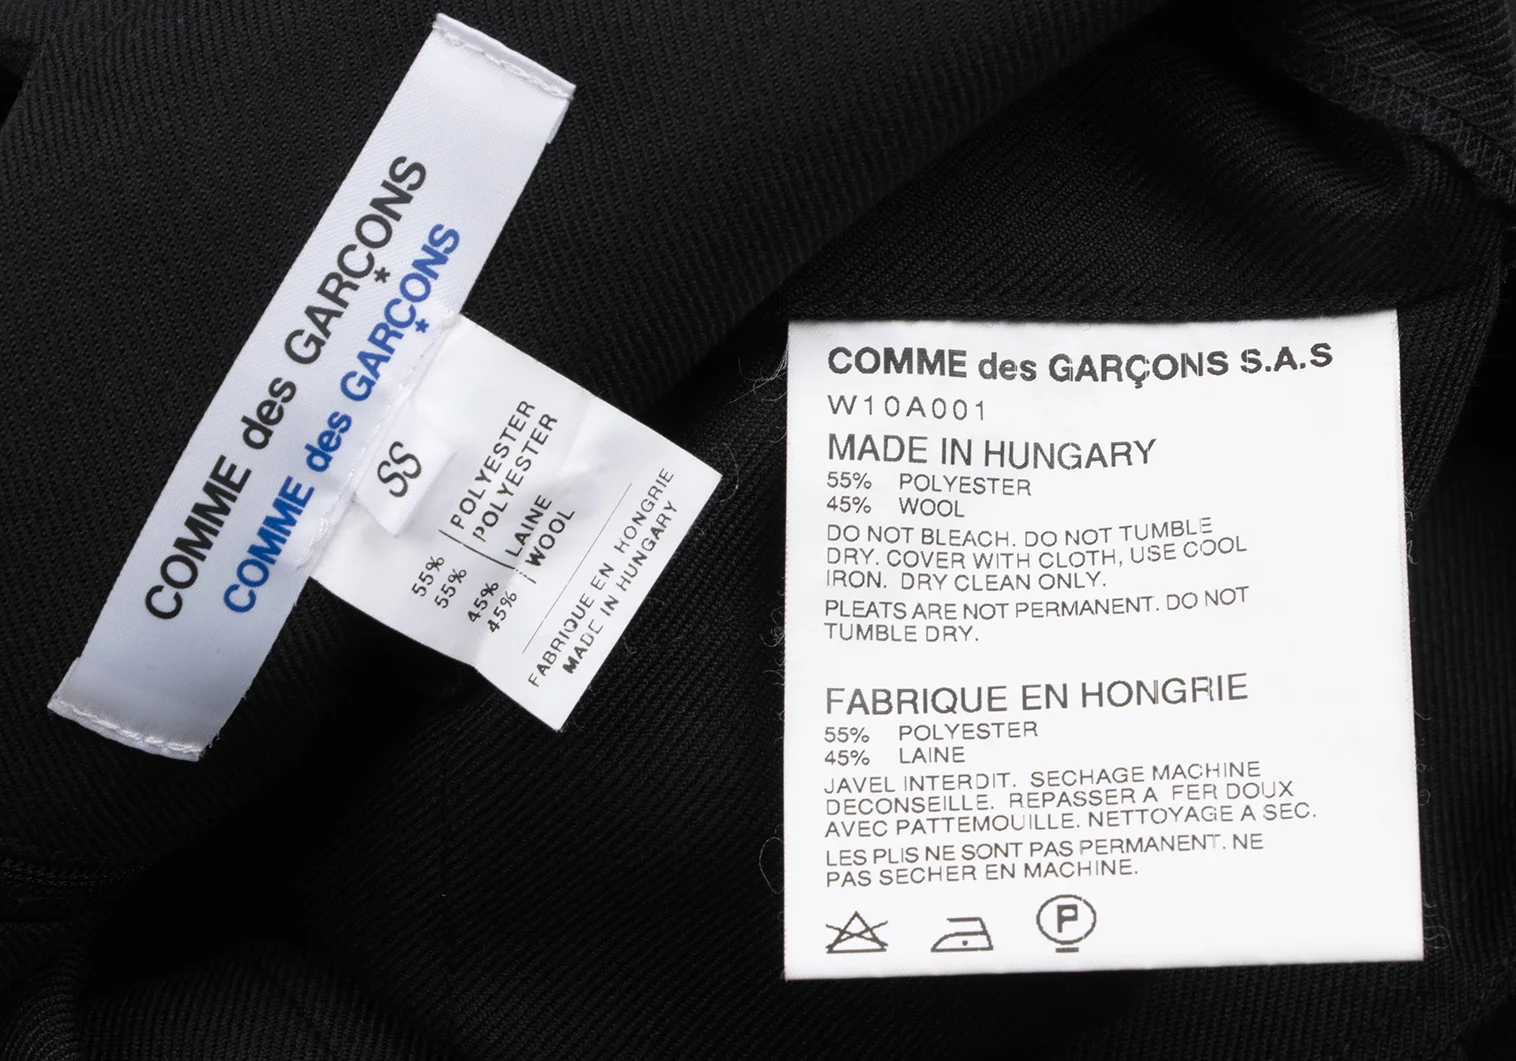 COMME des GARÇONS
COMME des GARÇONS
SS
55% POLYESTER
55% POLYESTER
45% LAINE
45% WOOL
FABRIQUE EN HONGRIE
MADE IN HUNGARY
COMME des GARÇONS S.A.S
W10A001
MADE IN HUNGARY
55% POLYESTER
45% WOOL
DO NOT BLEACH. DO NOT TUMBLE
DRY. COVER WITH CLOTH, USE COOL
IRON. DRY CLEAN ONLY.
PLEATS ARE NOT PERMANENT. DO NOT
TUMBLE DRY.
FABRIQUE EN HONGRIE
55% POLYESTER
45% LAINE
JAVEL INTERDIT. SECHAGE MACHINE
DECONSEILLE. REPASSER A FER DOUX
AVEC PATTEMOUILLE. NETTOYAGE A SEC.
LES PLIS NE SONT PAS PERMANENT. NE
PAS SECHER EN MACHINE.
P